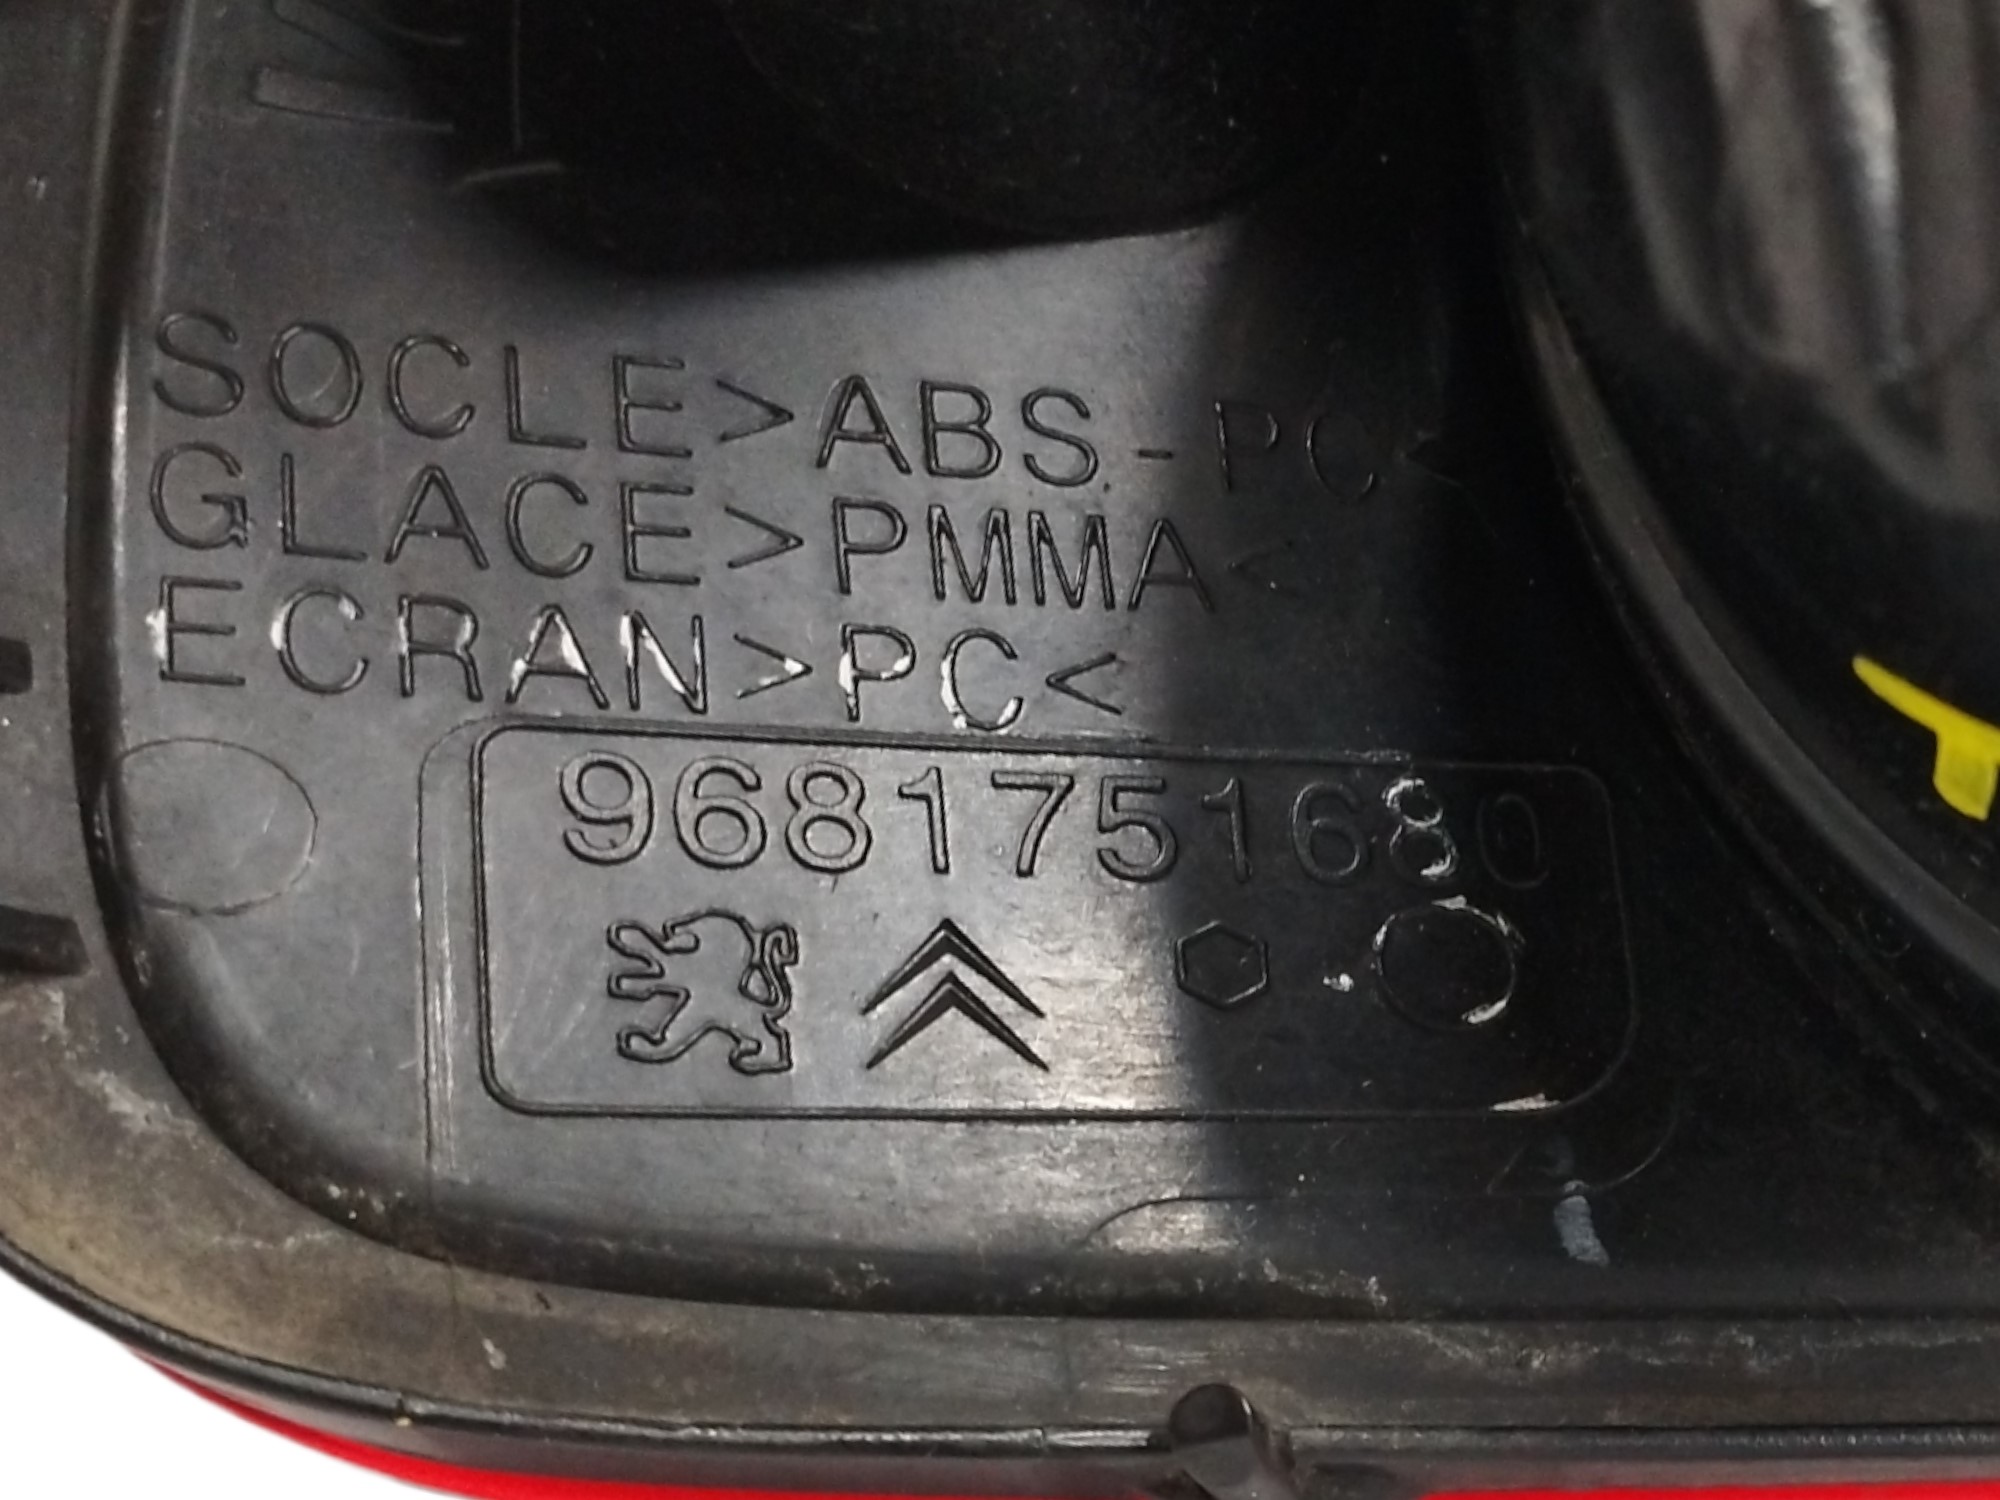 SOCLE>ABS-PC<
GLACE>PMMA<
ECRAN>PC<
9681751680